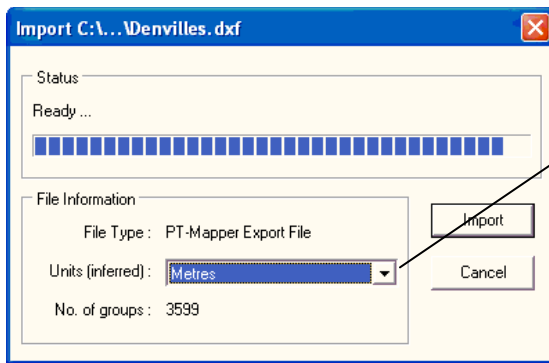 Import C:\...\Denvilles.dxf
Status
Ready ...
File Information
File Type : PT-Mapper Export File
Units (inferred) : Metres
No. of groups : 3599
Import
Cancel